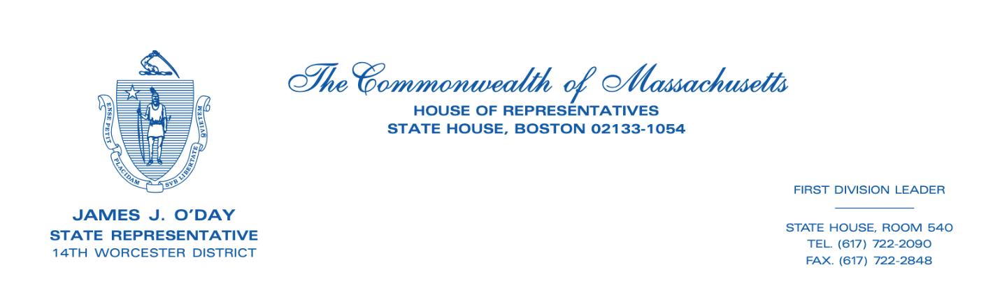 The Commonwealth of Massachusetts
HOUSE OF REPRESENTATIVES
STATE HOUSE, BOSTON 02133-1054
ENSE PETIT
PLACIDAM
SVB LIBERTATE
QVIETEM
JAMES J. O'DAY
STATE REPRESENTATIVE
14TH WORCESTER DISTRICT
FIRST DIVISION LEADER
STATE HOUSE, ROOM 540
TEL. (617) 722-2090
FAX. (617) 722-2848